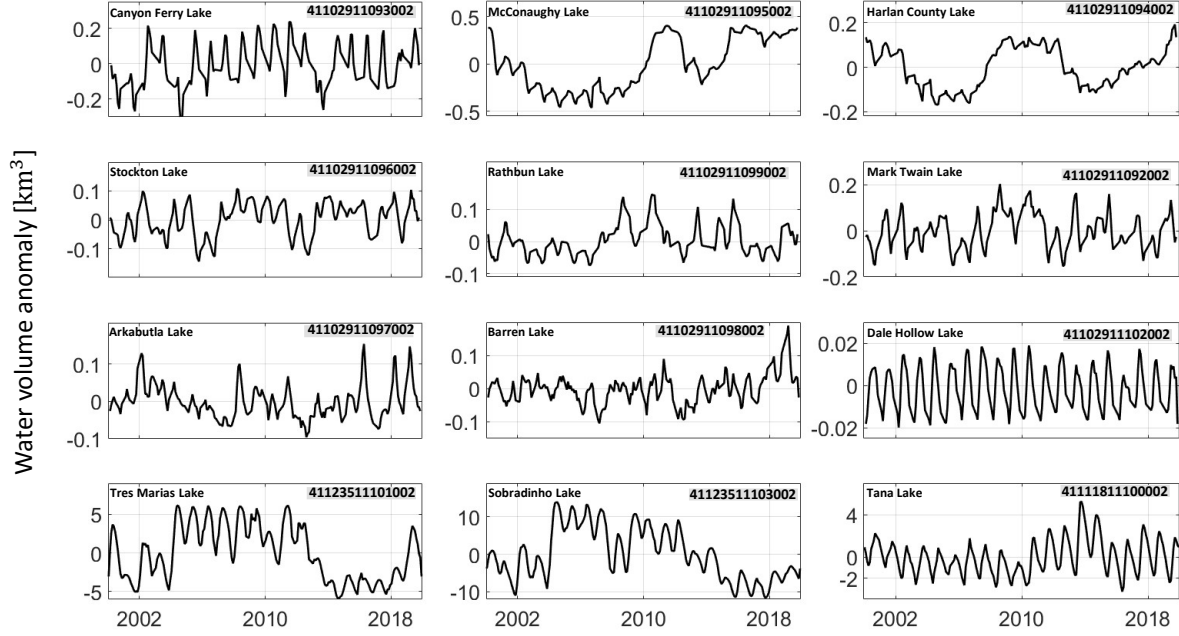 Water volume anomaly [km³]
Canyon Ferry Lake 41102911093002
0.2
0
-0.2
McConaughy Lake 41102911095002
0.5
0
-0.5
Harlan County Lake 41102911094002
0.2
0
-0.2
Stockton Lake 41102911096002
0.1
0
-0.1
Rathbun Lake 41102911099002
0.1
0
-0.1
Mark Twain Lake 41102911092002
0.2
0
-0.2
Arkabutla Lake 41102911097002
0.1
0
-0.1
Barren Lake 41102911098002
0.1
0
-0.1
Dale Hollow Lake 41102911102002
0.02
0
-0.02
Tres Marias Lake 41123511101002
5
0
-5
2002 2010 2018
Sobradinho Lake 41123511103002
10
0
-10
2002 2010 2018
Tana Lake 41111811100002
4
2
0
-2
2002 2010 2018